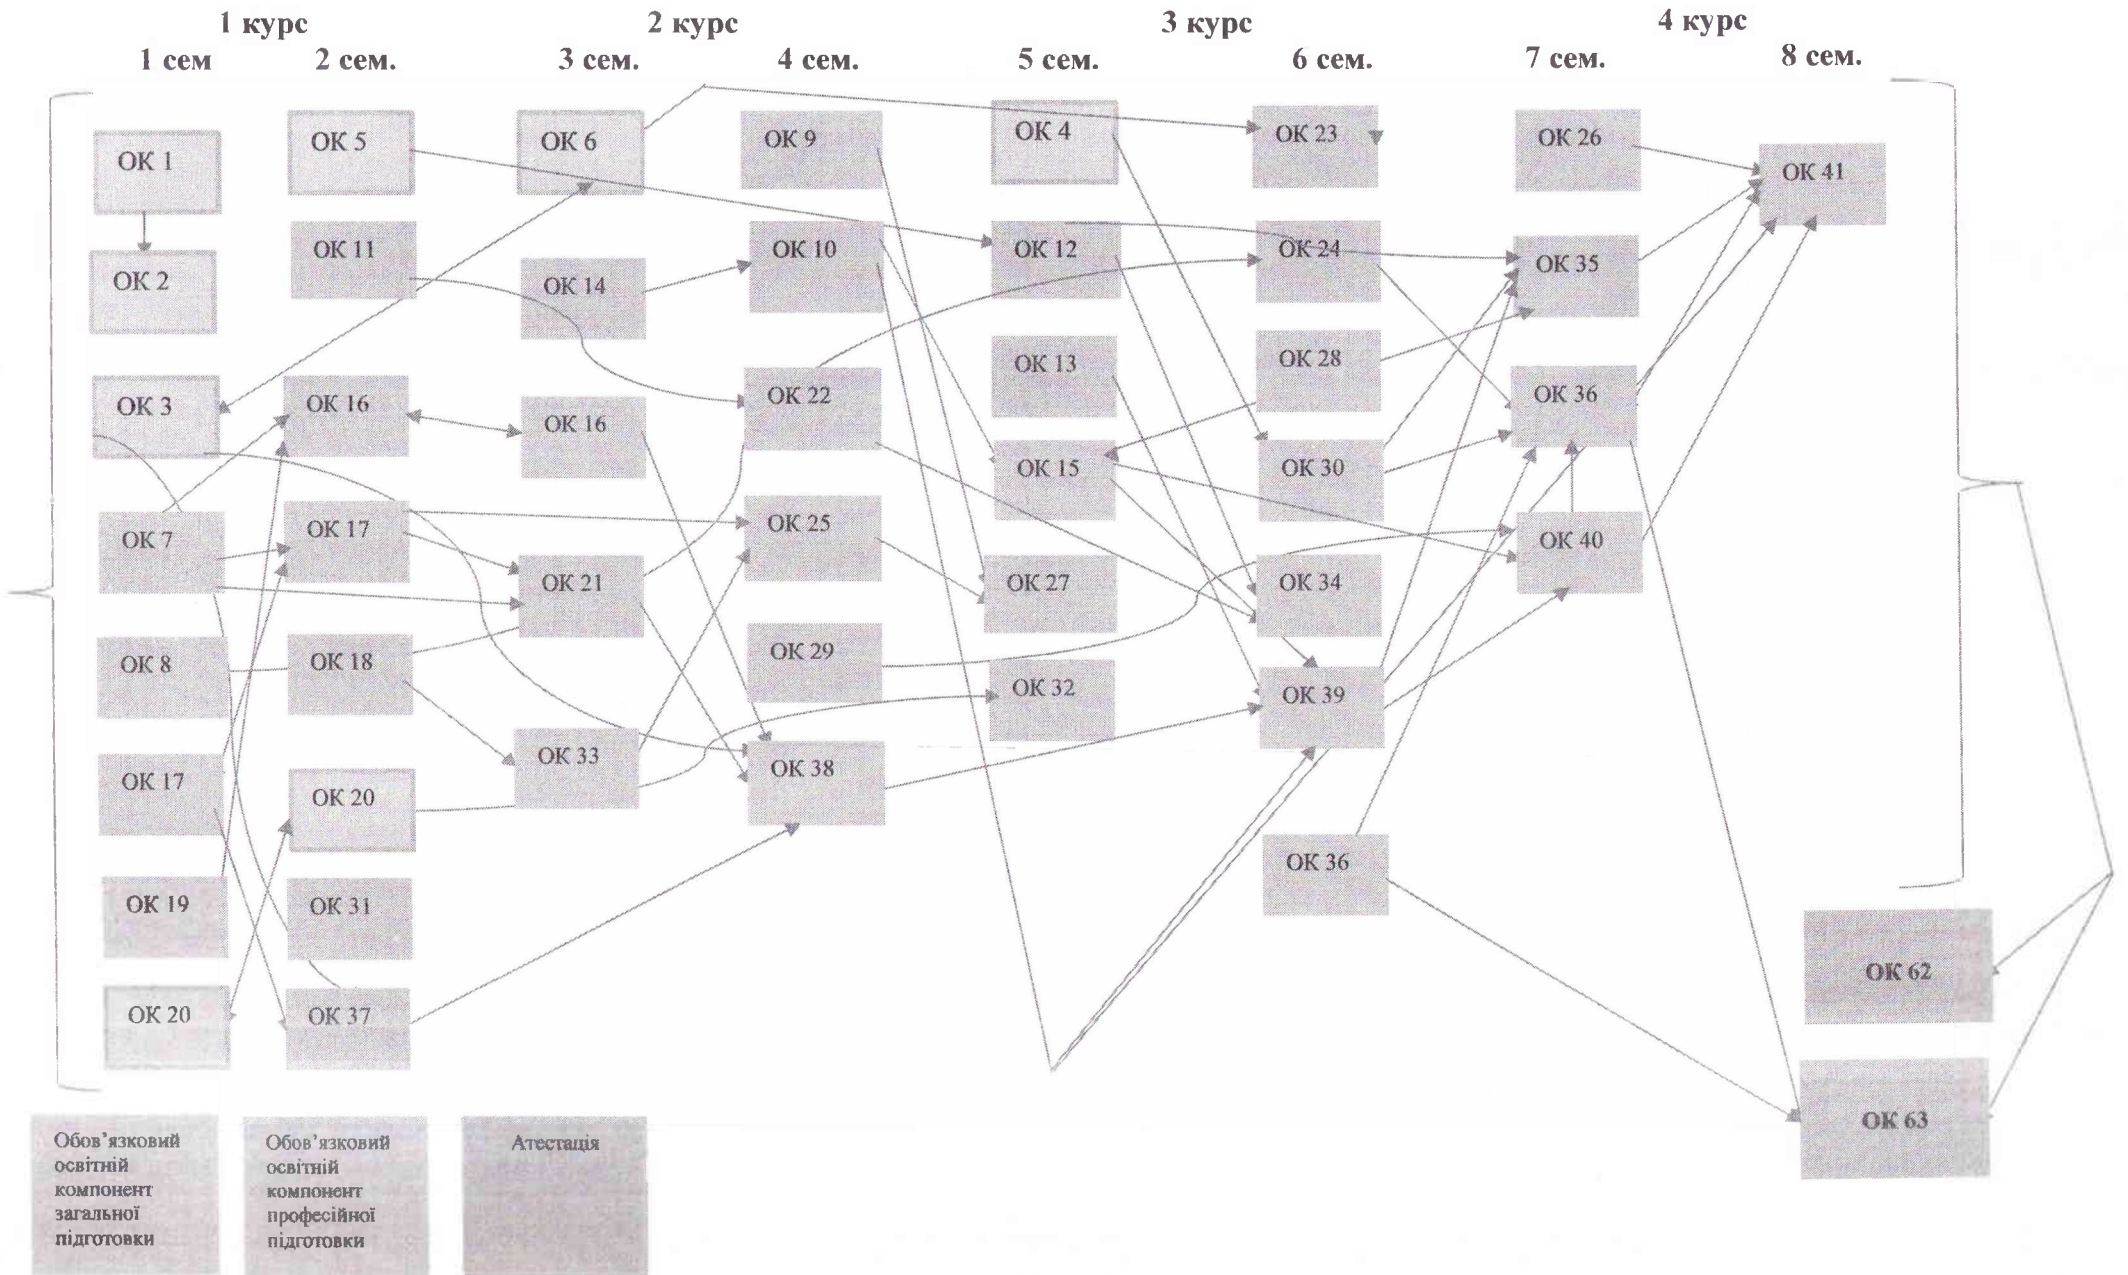 1 курс
2 курс
3 курс
4 курс
1 сем
2 сем.
3 сем.
4 сем.
5 сем.
6 сем.
7 сем.
8 сем.
ОК 1
ОК 2
ОК 3
ОК 7
ОК 8
ОК 17
ОК 19
ОК 20
ОК 5
ОК 11
ОК 16
ОК 17
ОК 18
ОК 20
ОК 31
ОК 37
ОК 6
ОК 14
ОК 16
ОК 21
ОК 33
ОК 9
ОК 10
ОК 22
ОК 25
ОК 29
ОК 38
ОК 4
ОК 12
ОК 13
ОК 15
ОК 27
ОК 32
ОК 23
ОК 24
ОК 28
ОК 30
ОК 34
ОК 39
ОК 36
ОК 26
ОК 35
ОК 36
ОК 40
ОК 41
ОК 62
ОК 63
Обов’язковий
освітній
компонент
загальної
підготовки
Обов’язковий
освітній
компонент
професійної
підготовки
Атестація